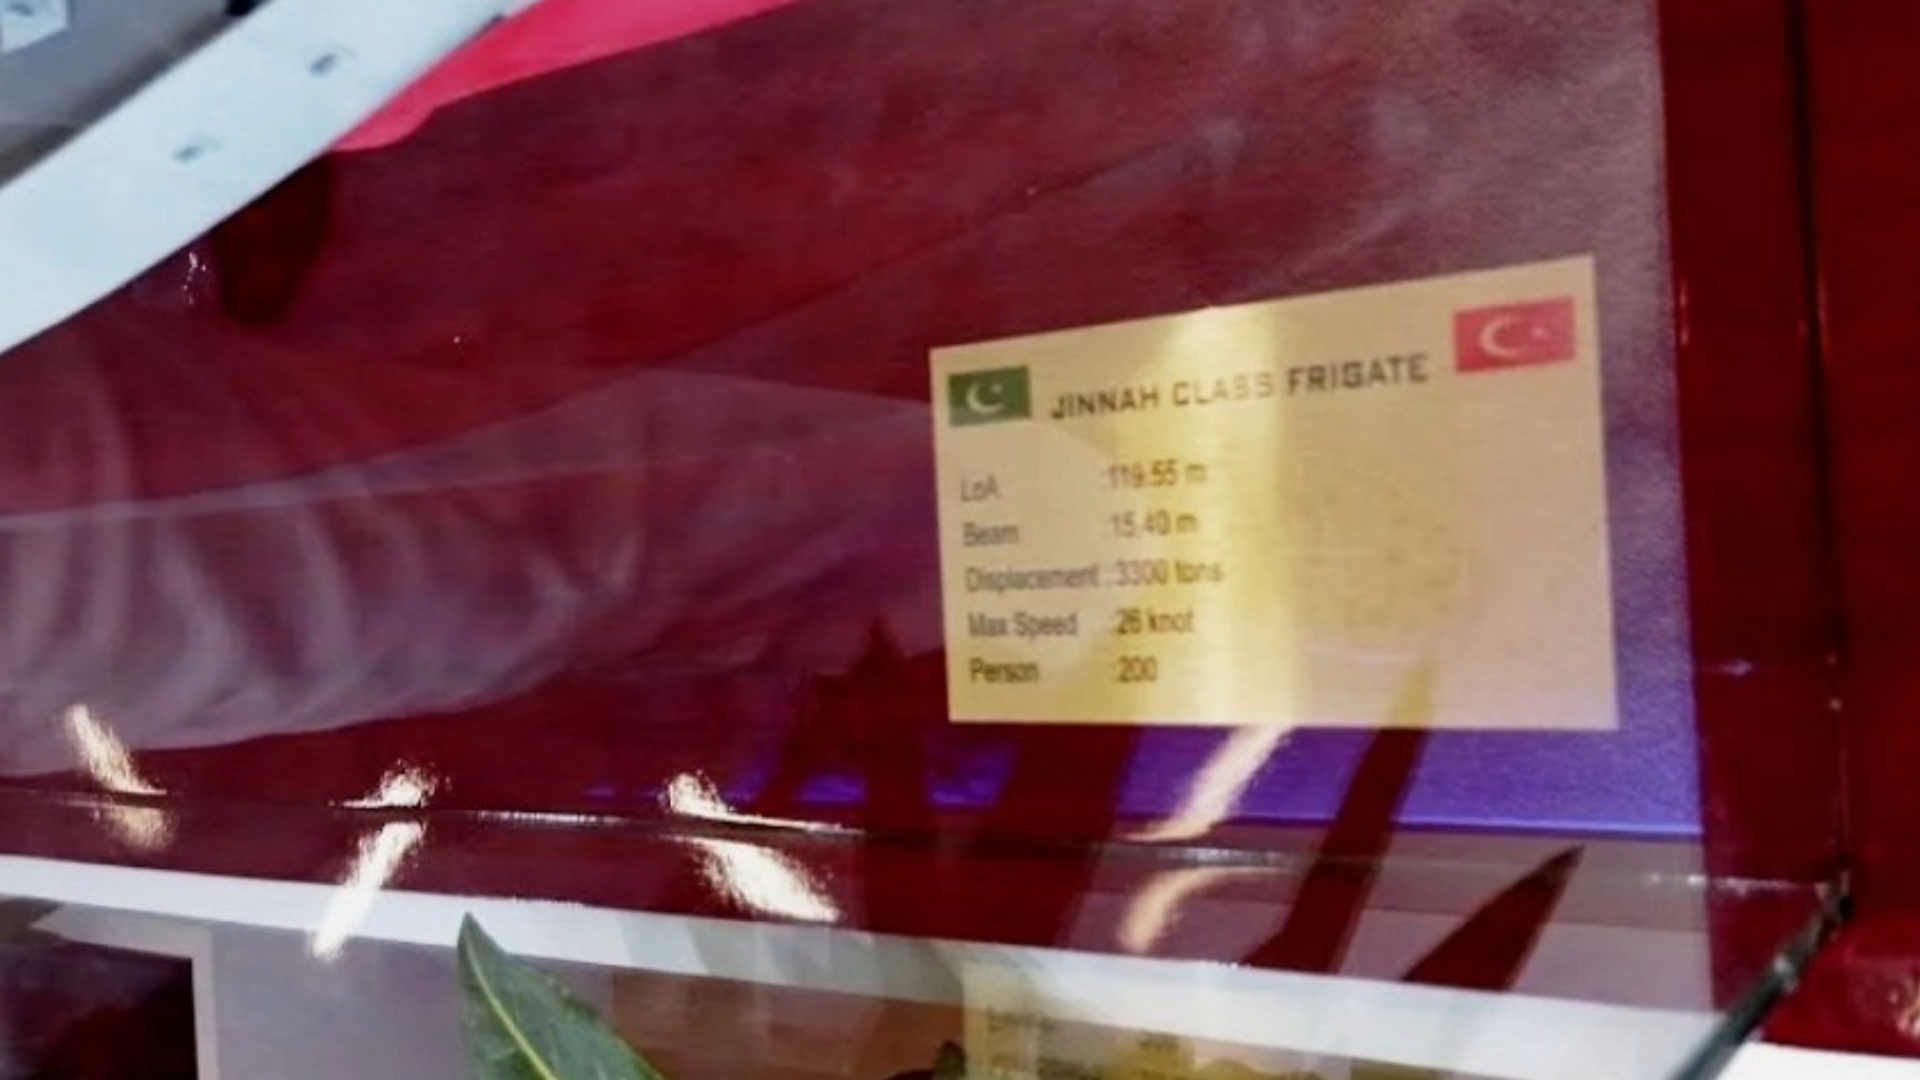 JINNAH CLASS FRIGATE
LoA :119.55 m
Beam :15.40 m
Displacement :3300 tons
Max Speed :26 knot
Person :200